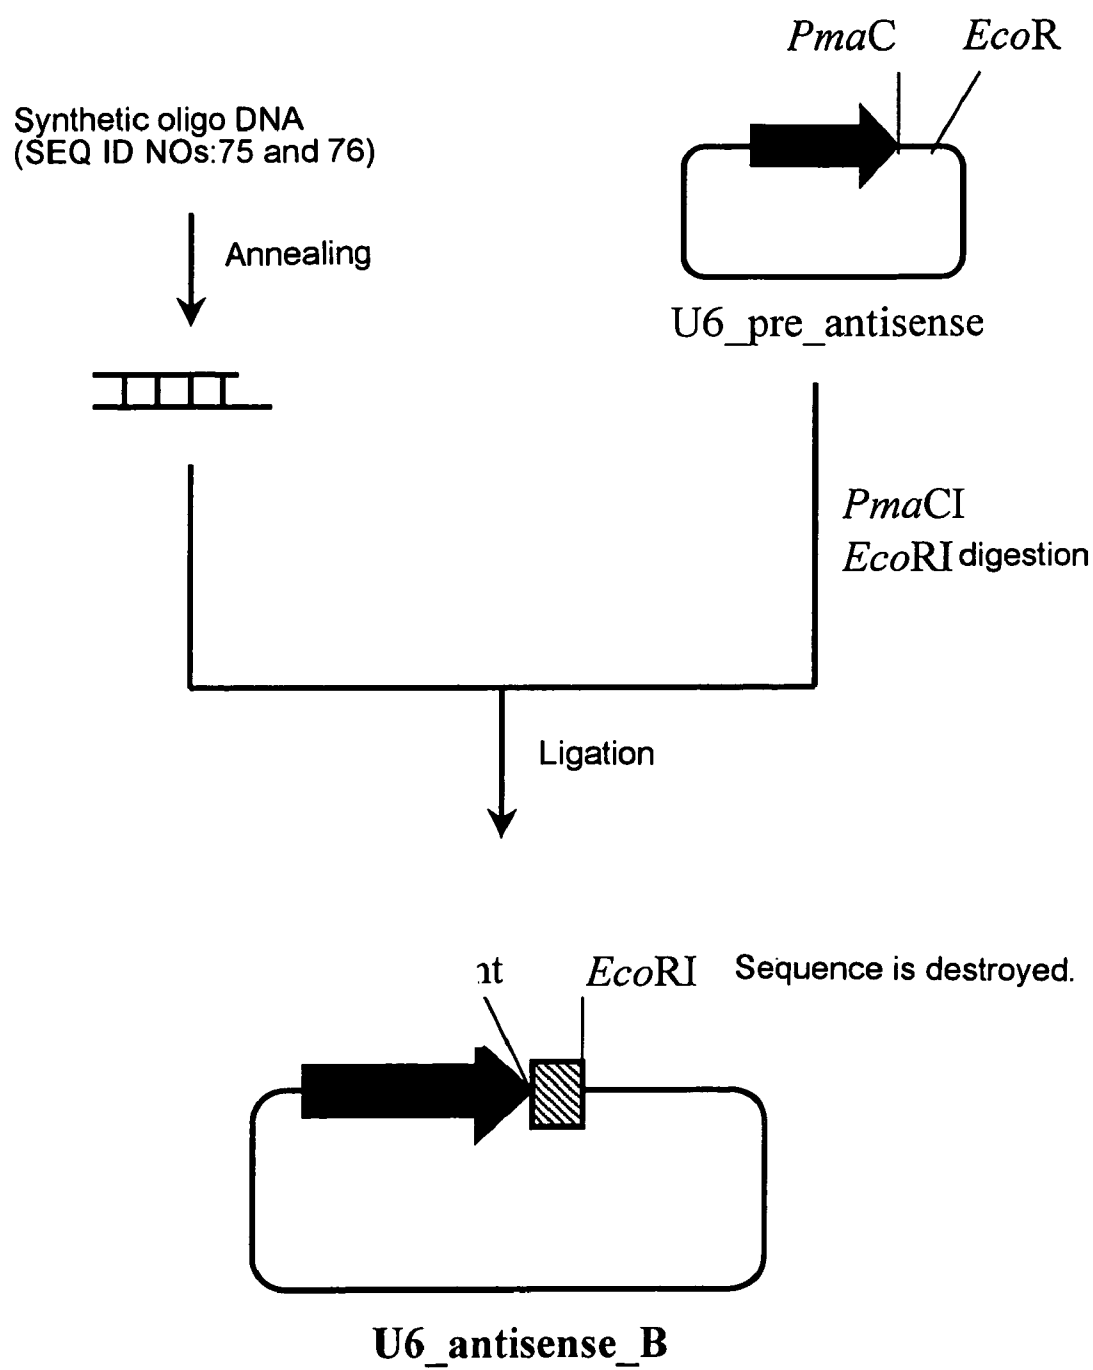 PmaC EcoR
Synthetic oligo DNA
(SEQ ID NOs:75 and 76)
Annealing
U6_pre_antisense
PmaCI
EcoRI digestion
Ligation
EcoRI Sequence is destroyed.
U6_antisense_B